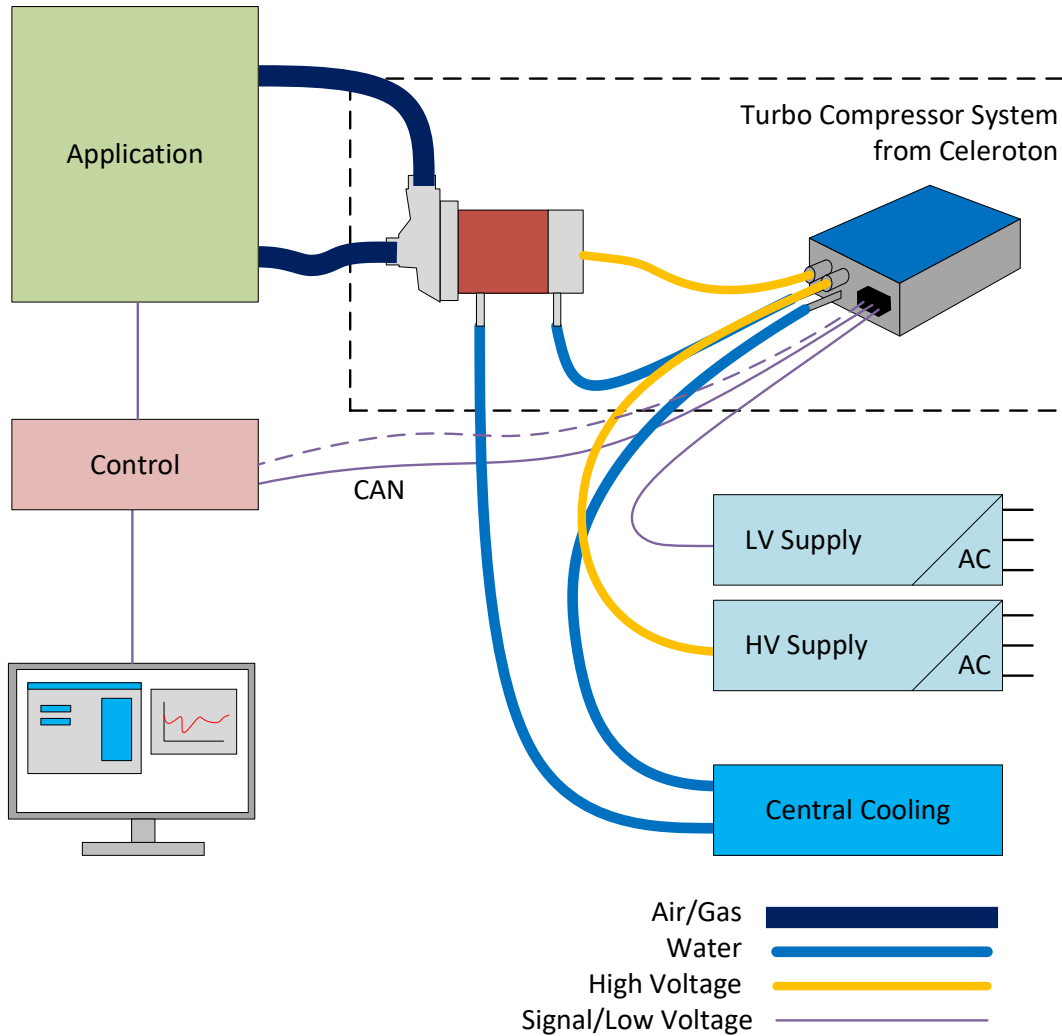 Application
Turbo Compressor System
from Celeroton
Control
CAN
LV Supply
AC
HV Supply
AC
Central Cooling
Air/Gas
Water
High Voltage
Signal/Low Voltage